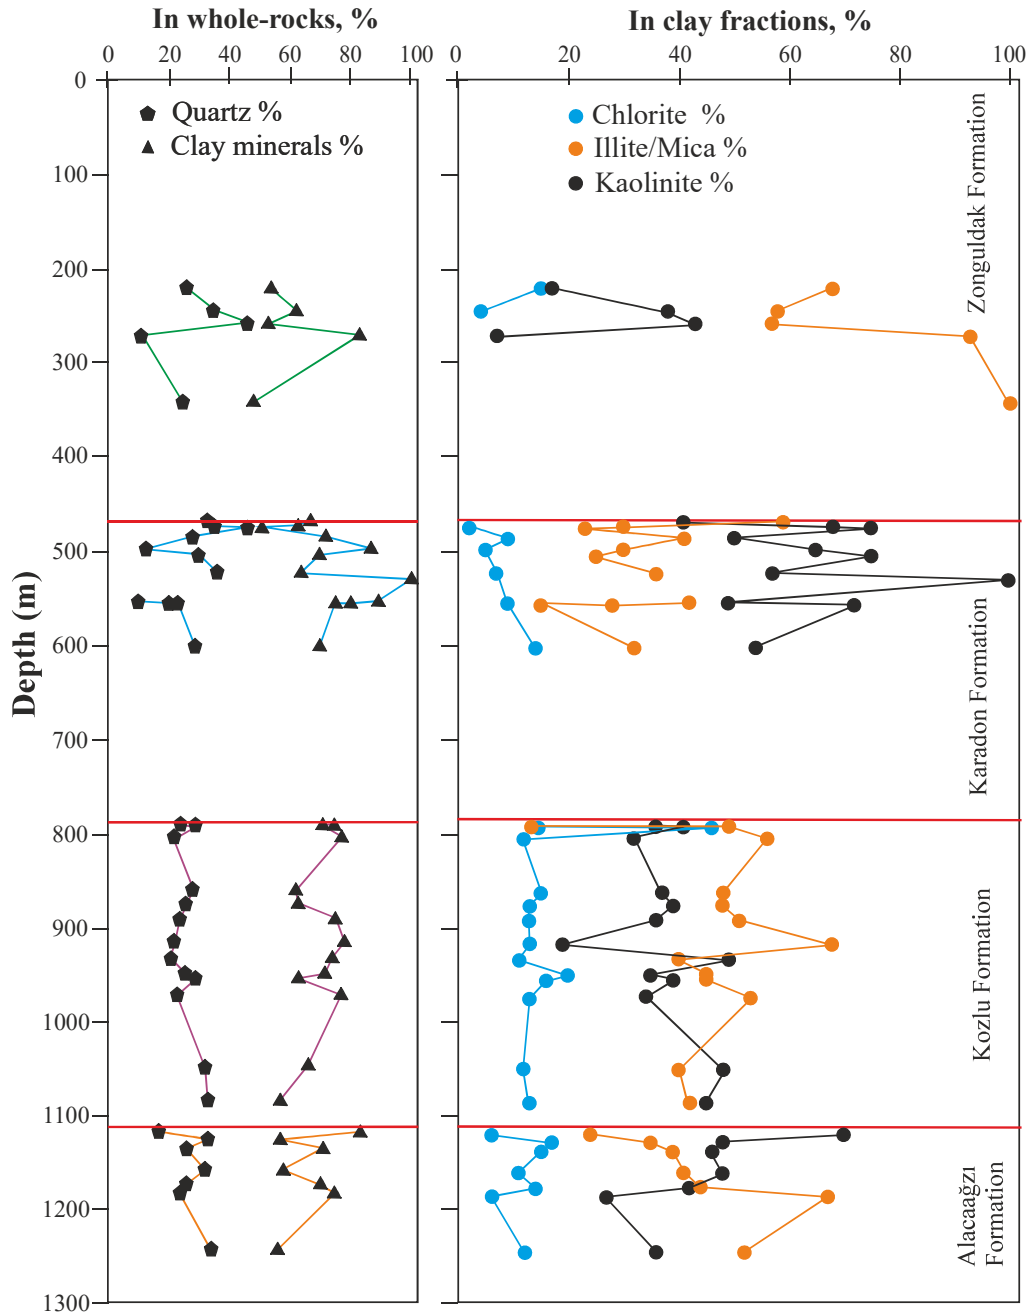 In whole-rocks, %
In clay fractions, %
0 20 40 60 80 100
0 20 40 60 80 100
Quartz %
Clay minerals %
Chlorite %
Illite/Mica %
Kaolinite %
Depth (m)
0
100
200
300
400
500
600
700
800
900
1000
1100
1200
1300
Zonguldak Formation
Karadon Formation
Kozlu Formation
Alacaağzı
Formation